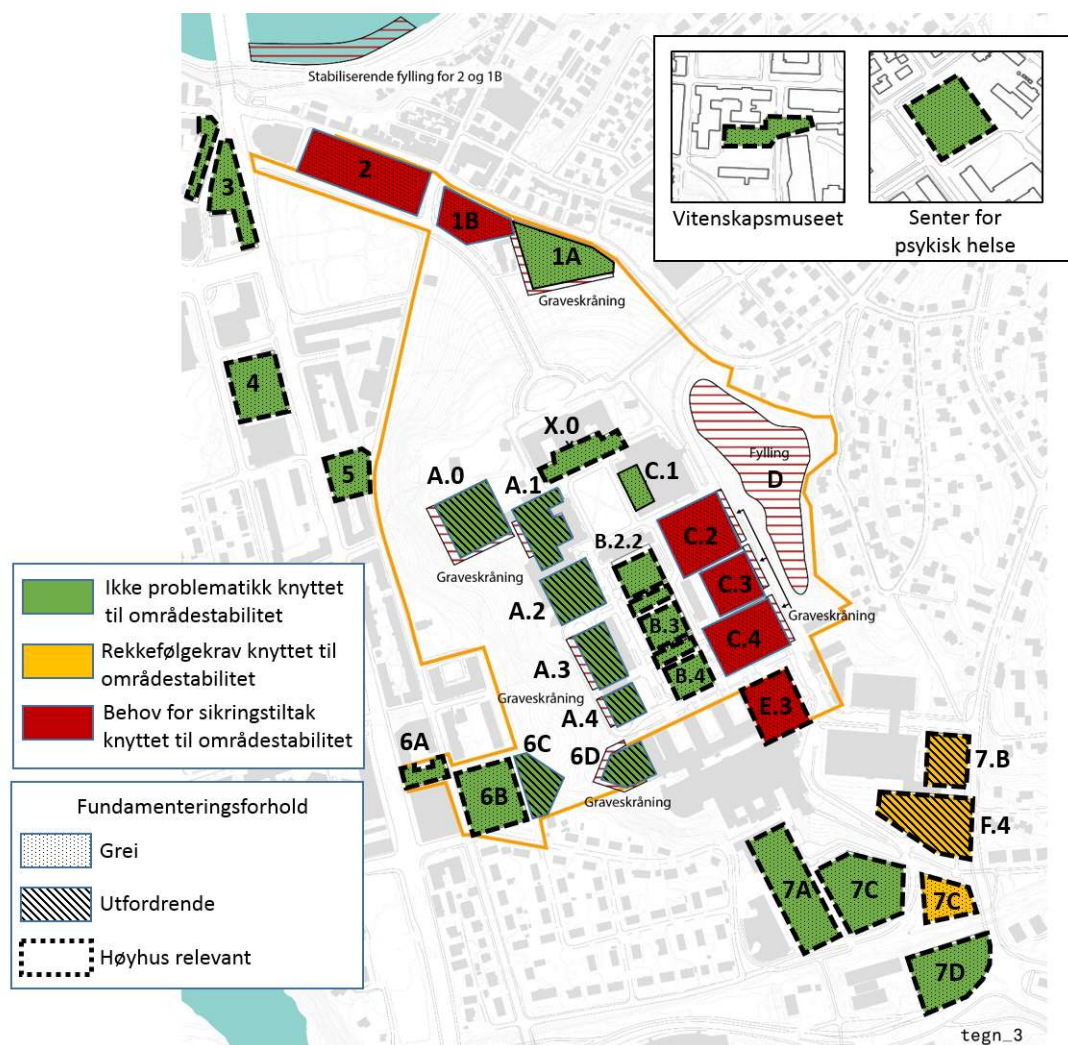 Stabiliserende fylling for 2 og 1B
Vitenskapsmuseet
Senter for
psykisk helse
2
3
1B
1A
Graveskråning
4
5
X.0
A.0
A.1
C.1
Fylling
D
B.2.2
C.2
Graveskråning
A.2
C.3
Graveskråning
B.3
C.4
A.3
B.4
Graveskråning
A.4
E.3
6A
6C
6D
6B
Graveskråning
7.B
F.4
7A
7C
7C
7D
Ikke problematikk knyttet
til områdestabilitet
Rekkefølgekrav knyttet til
områdestabilitet
Behov for sikringstiltak
knyttet til områdestabilitet
Fundamenteringsforhold
Grei
Utfordrende
Høyhus relevant
tegn_3